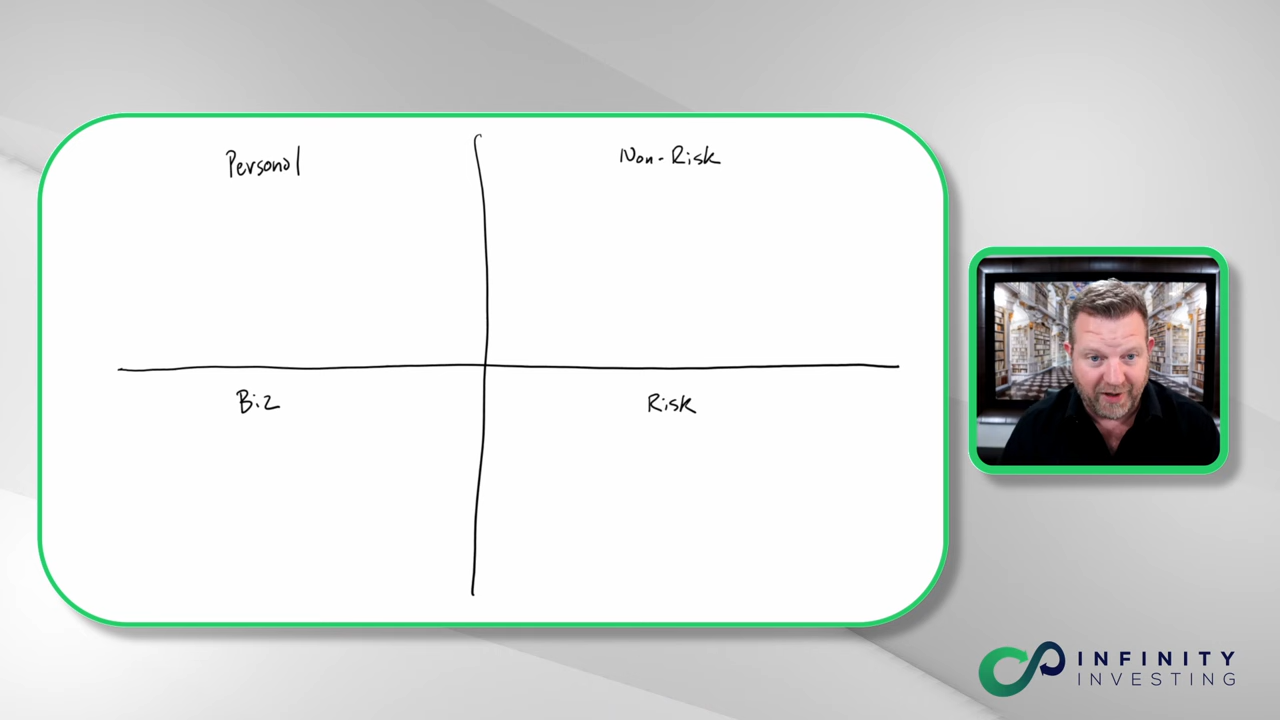 Personal
Non-Risk
Biz
Risk
INFINITY
INVESTING